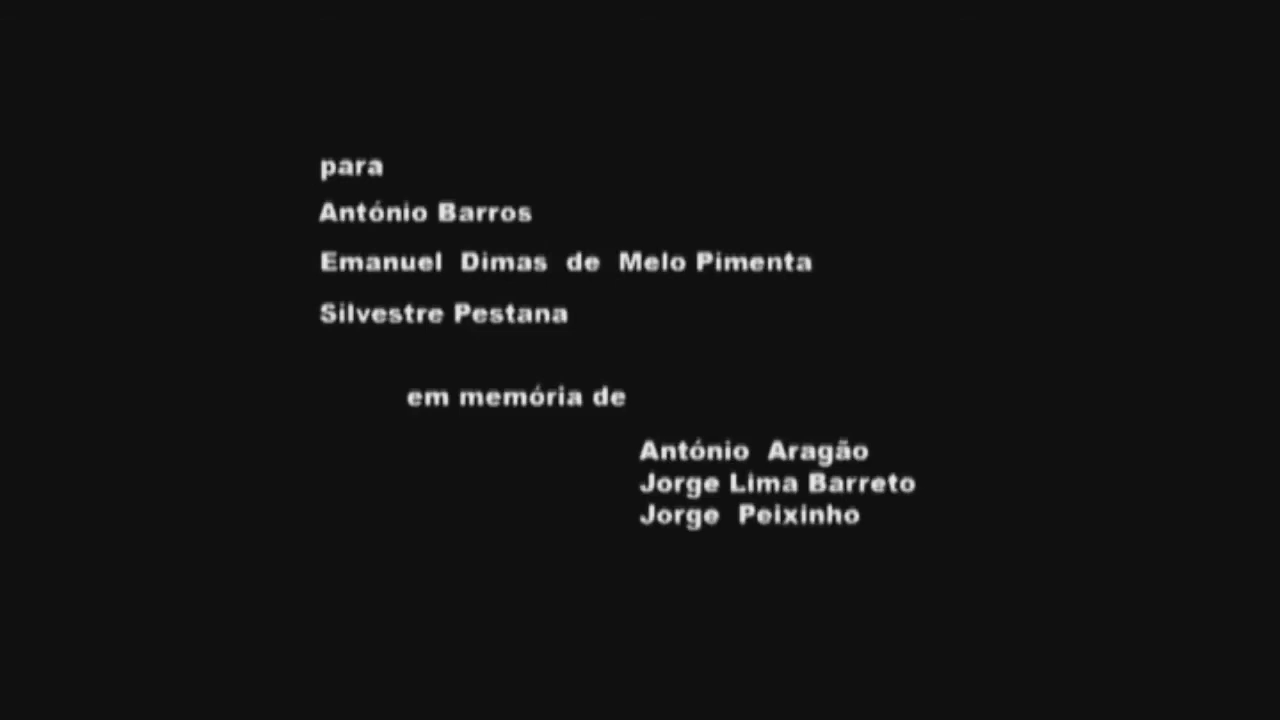 para
António Barros
Emanuel Dimas de Melo Pimenta
Silvestre Pestana
em memória de
António Aragão
Jorge Lima Barreto
Jorge Peixinho